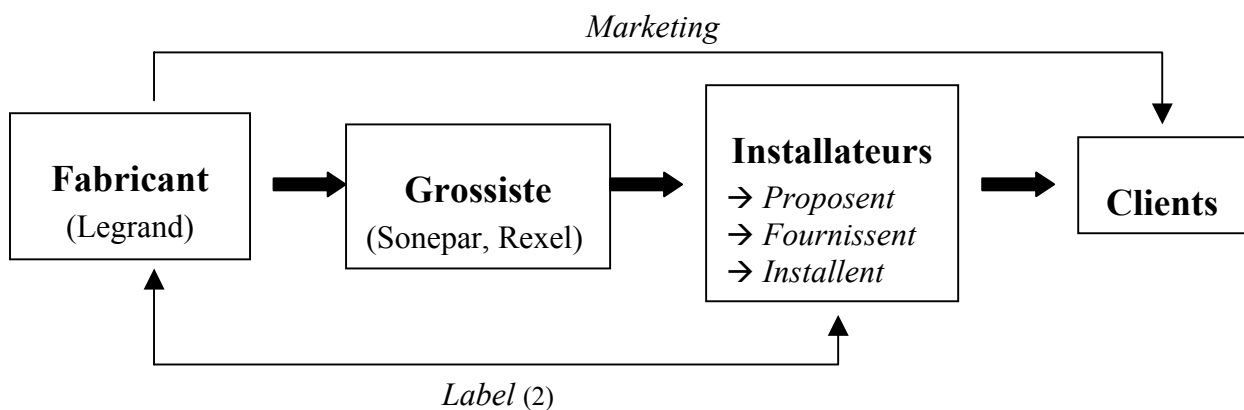 Marketing
Fabricant
(Legrand)
Grossiste
(Sonepar, Rexel)
Installateurs
→ Proposent
→ Fournissent
→ Installent
Clients
Label (2)